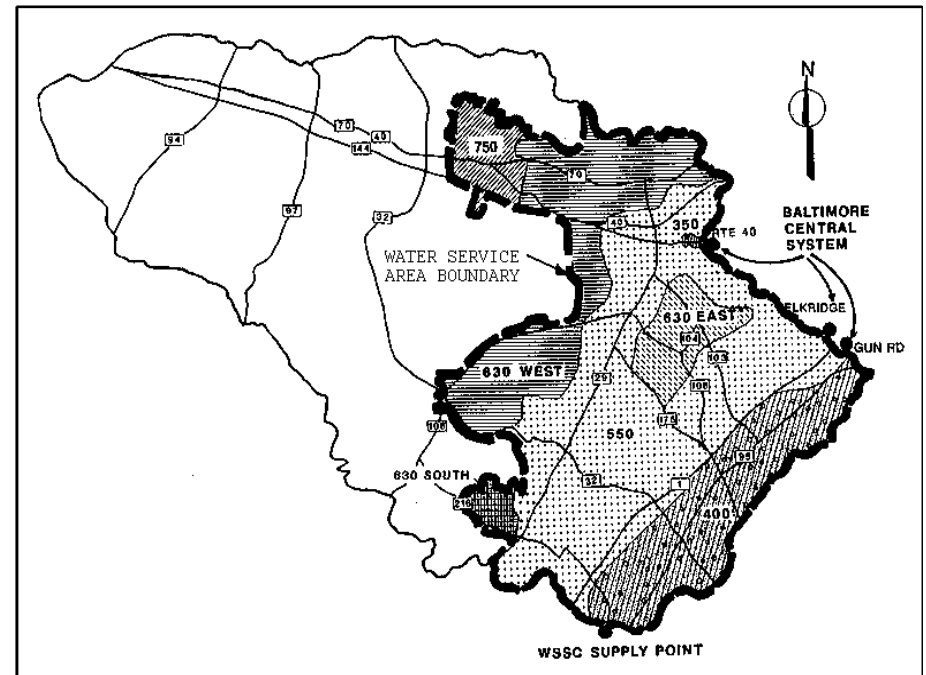 N
94
70
40
144
97
32
750
70
40
350
RTE 40
BALTIMORE
CENTRAL
SYSTEM
WATER SERVICE
AREA BOUNDARY
ELKRIDGE
GUN RD
630 EAST
104
103
630 WEST
29
108
108
175
550
95
1
32
400
630 SOUTH
216
WSSC SUPPLY POINT